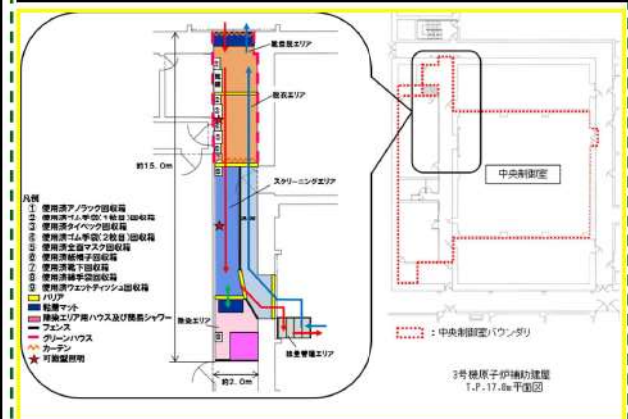 靴着脱エリア
脱衣エリア
約15.0m
スクリーニングエリア
凡例
① 使用済アノラック回収箱
② 使用済ゴム手袋(1枚目)回収箱
③ 使用済タイベック回収箱
④ 使用済ゴム手袋(2枚目)回収箱
⑤ 使用済全面マスク回収箱
⑥ 使用済紙帽子回収箱
⑦ 使用済靴下回収箱
⑧ 使用済綿手袋回収箱
⑨ 使用済ウェットティッシュ回収箱
バリア
粘着マット
除染エリア用ハウス及び簡易シャワー
フェンス
グリーンハウス
カーテン
可搬型照明
除染エリア
約2.0m
体重管理エリア
中央制御室
:中央制御室バウンダリ
3号機原子炉補助建屋
T.P.17.8m平面図